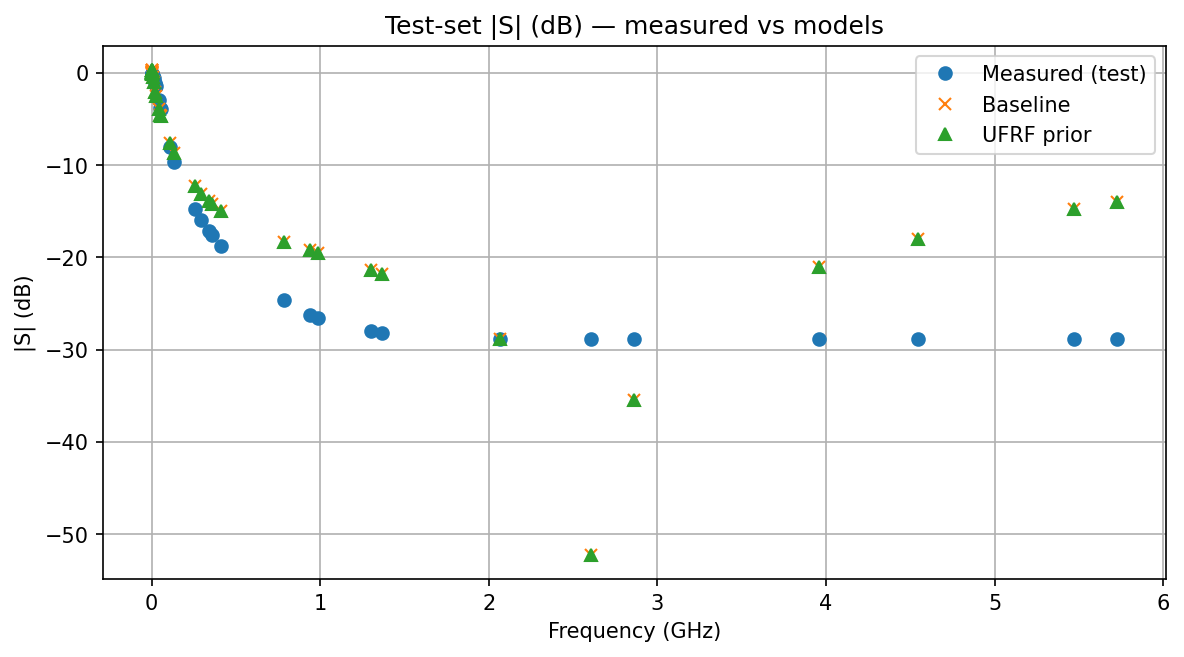 Test-set |S| (dB) — measured vs models
Measured (test)
Baseline
UFRF prior
0
−10
−20
−30
−40
−50
|S| (dB)
0 1 2 3 4 5 6
Frequency (GHz)